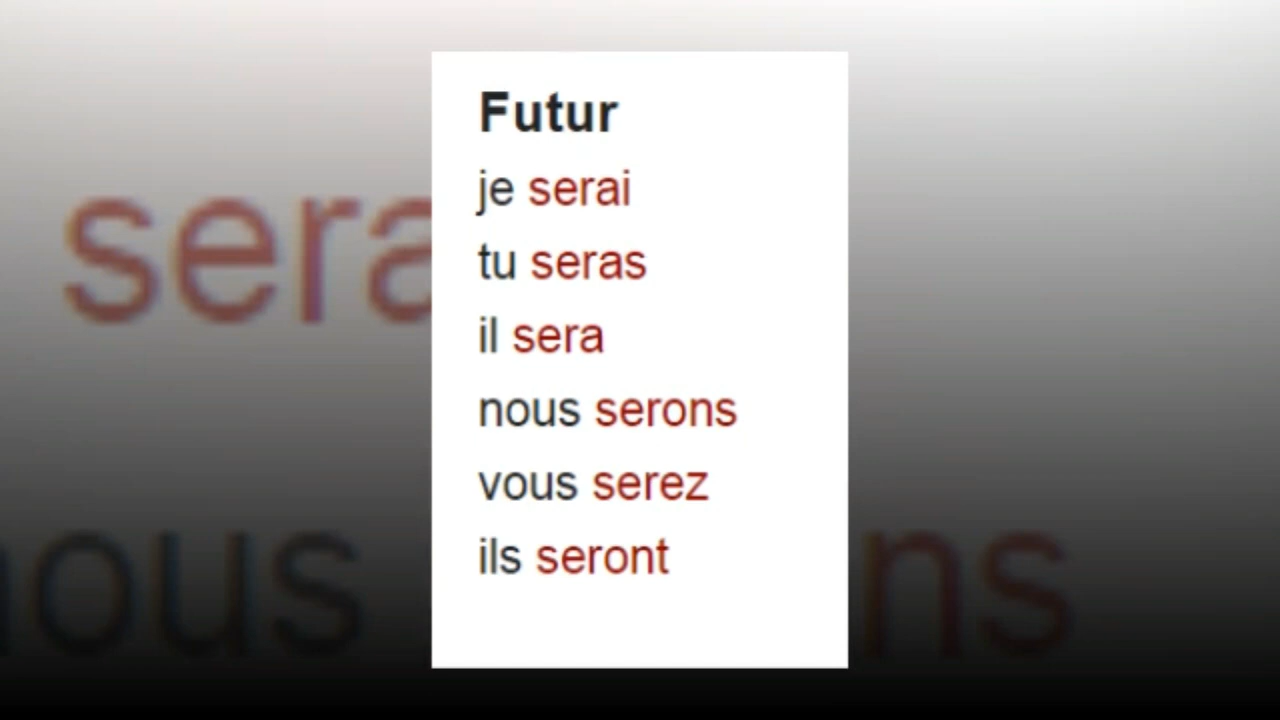 Futur
je serai
tu seras
il sera
nous serons
vous serez
ils seront